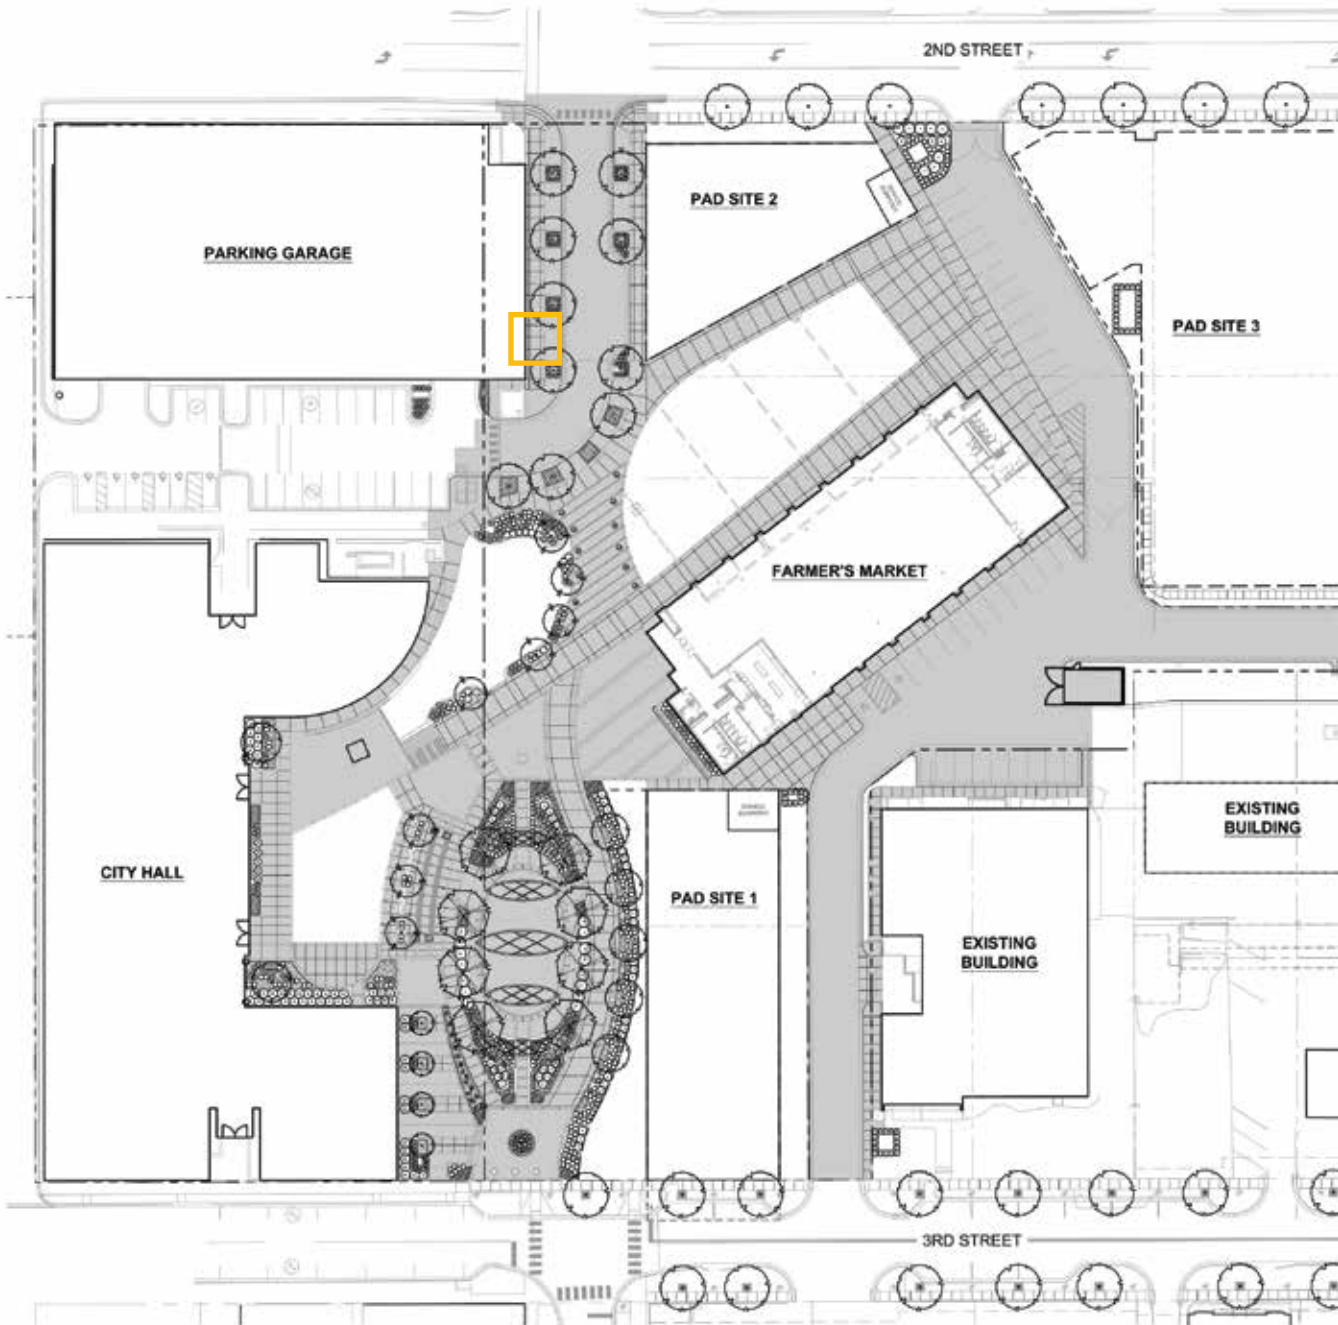 2ND STREET
PAD SITE 2
PARKING GARAGE
PAD SITE 3
FARMER'S MARKET
EXISTING
BUILDING
CITY HALL
PAD SITE 1
EXISTING
BUILDING
3RD STREET